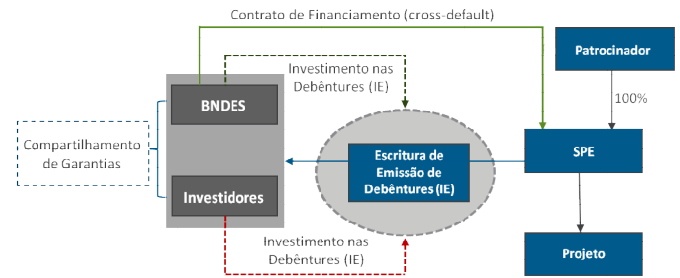 Contrato de Financiamento (cross-default)
Patrocinador
Investimento nas
Debêntures (IE)
100%
BNDES
Compartilhamento
de Garantias
Escritura de
Emissão de
Debêntures (IE)
SPE
Investidores
Investimento nas
Debêntures (IE)
Projeto